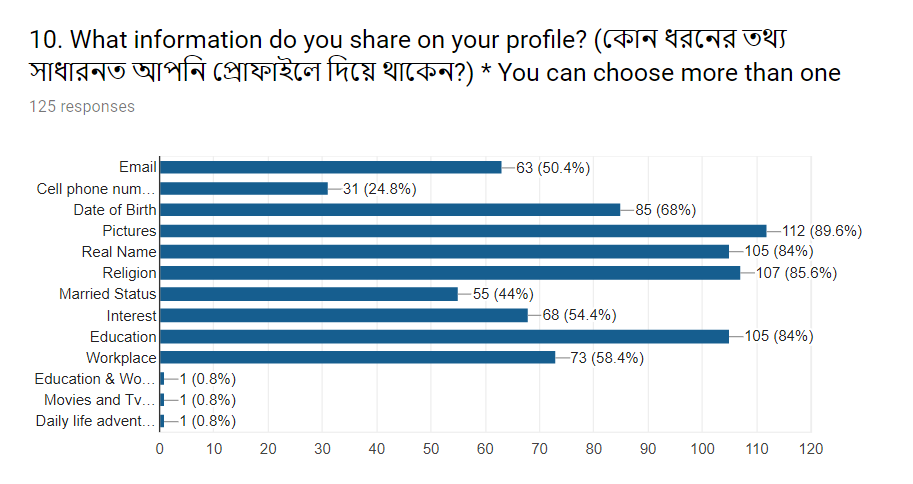 10. What information do you share on your profile? (কোন ধরনের তথ্য
সাধারনত আপনি প্রোফাইলে দিয়ে থাকেন?) * You can choose more than one
125 responses
Email 63 (50.4%)
Cell phone num... 31 (24.8%)
Date of Birth 85 (68%)
Pictures 112 (89.6%)
Real Name 105 (84%)
Religion 107 (85.6%)
Married Status 55 (44%)
Interest 68 (54.4%)
Education 105 (84%)
Workplace 73 (58.4%)
Education & Wo... 1 (0.8%)
Movies and Tv... 1 (0.8%)
Daily life advent... 1 (0.8%)
0 10 20 30 40 50 60 70 80 90 100 110 120